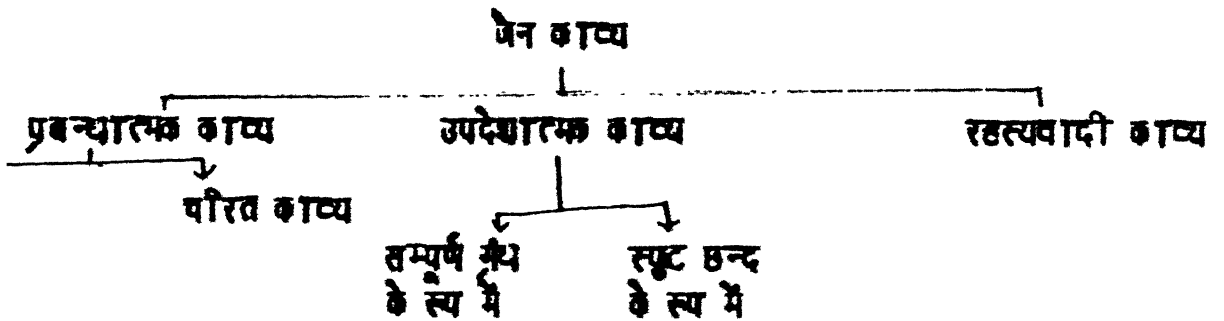 जैन काव्य
प्रबन्धात्मक काव्य
उपदेशात्मक काव्य
रहस्यवादी काव्य
चरित काव्य
सम्पूर्ण ग्रंथ
के रूप में
स्फुट छन्द
के रूप में